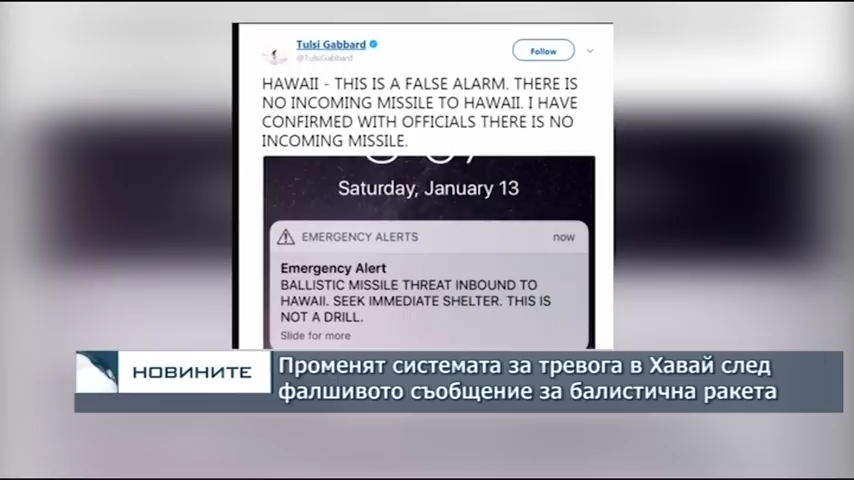 Tulsi Gabbard
@TulsiGabbard
Follow
HAWAII - THIS IS A FALSE ALARM. THERE IS
NO INCOMING MISSILE TO HAWAII. I HAVE
CONFIRMED WITH OFFICIALS THERE IS NO
INCOMING MISSILE.
Saturday, January 13
EMERGENCY ALERTS
now
Emergency Alert
BALLISTIC MISSILE THREAT INBOUND TO
HAWAII. SEEK IMMEDIATE SHELTER. THIS IS
NOT A DRILL.
Slide for more
НОВИНИТЕ
Променят системата за тревога в Хавай след
фалшивото съобщение за балистична ракета